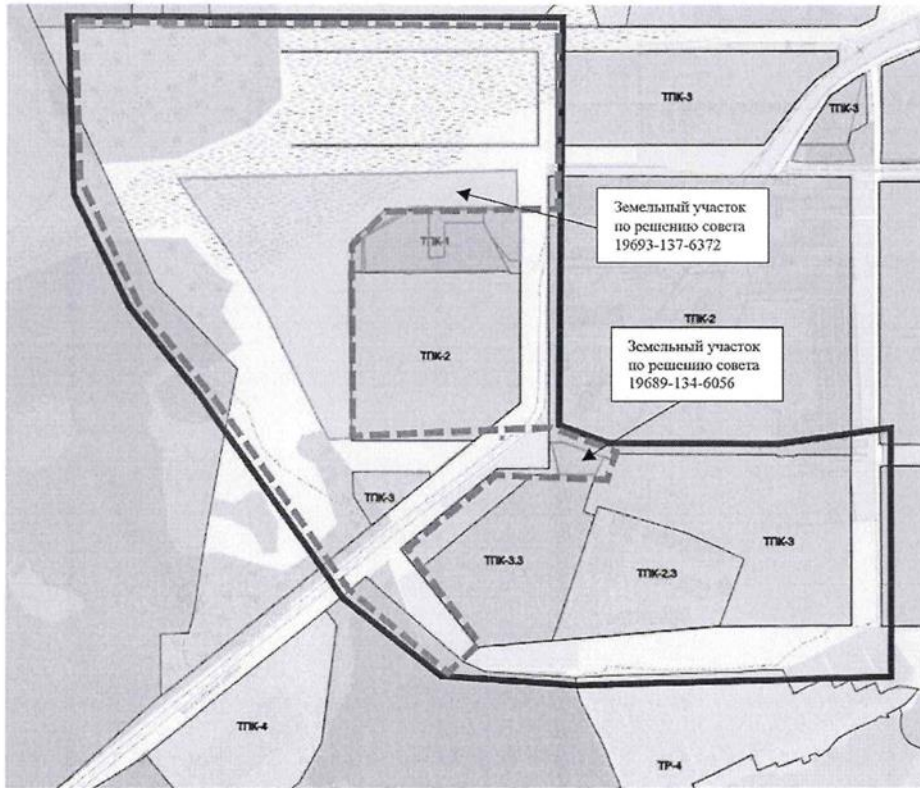 ТПК-3
ТПК-3
Земельный участок
по решению совета
19693-137-6372
ТПК-1
ТПК-2
ТПК-2
Земельный участок
по решению совета
19689-134-6056
ТПК-3
ТПК-3.3
ТПК-3
ТПК-2.3
ТПК-4
ТР-4